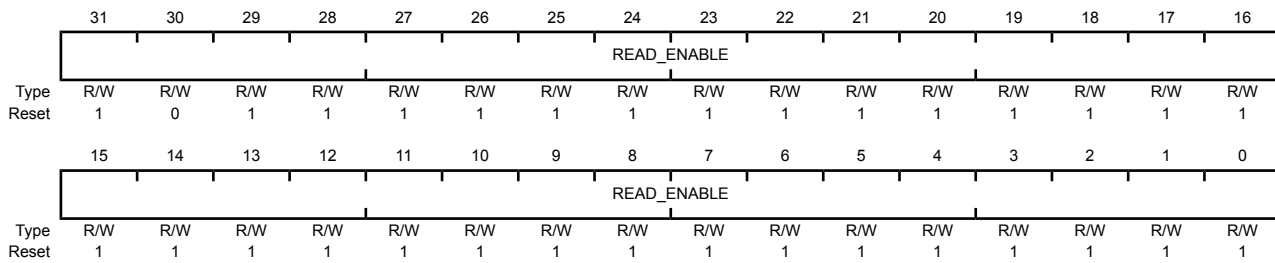 31 30 29 28 27 26 25 24 23 22 21 20 19 18 17 16
READ_ENABLE
Type R/W R/W R/W R/W R/W R/W R/W R/W R/W R/W R/W R/W R/W R/W R/W R/W
Reset 1 0 1 1 1 1 1 1 1 1 1 1 1 1 1 1
15 14 13 12 11 10 9 8 7 6 5 4 3 2 1 0
READ_ENABLE
Type R/W R/W R/W R/W R/W R/W R/W R/W R/W R/W R/W R/W R/W R/W R/W R/W
Reset 1 1 1 1 1 1 1 1 1 1 1 1 1 1 1 1